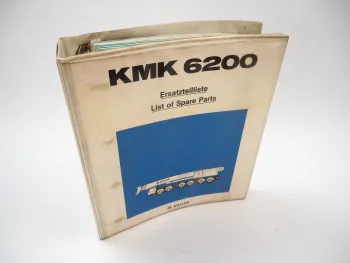 KMK 6200
Ersatzteilliste
List of Spare Parts